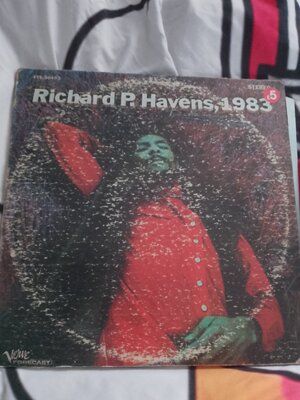 STEREO
Richard P. Havens, 1983
5
Verve
FORECAST